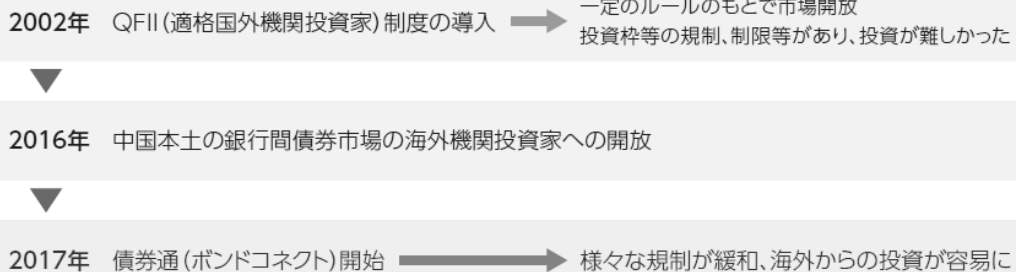 2002年 QFII(適格国外機関投資家)制度の導入 一定のルールのもとで市場開放
投資枠等の規制、制限等があり、投資が難しかった
2016年 中国本土の銀行間債券市場の海外機関投資家への開放
2017年 債券通(ボンドコネクト)開始 様々な規制が緩和、海外からの投資が容易に